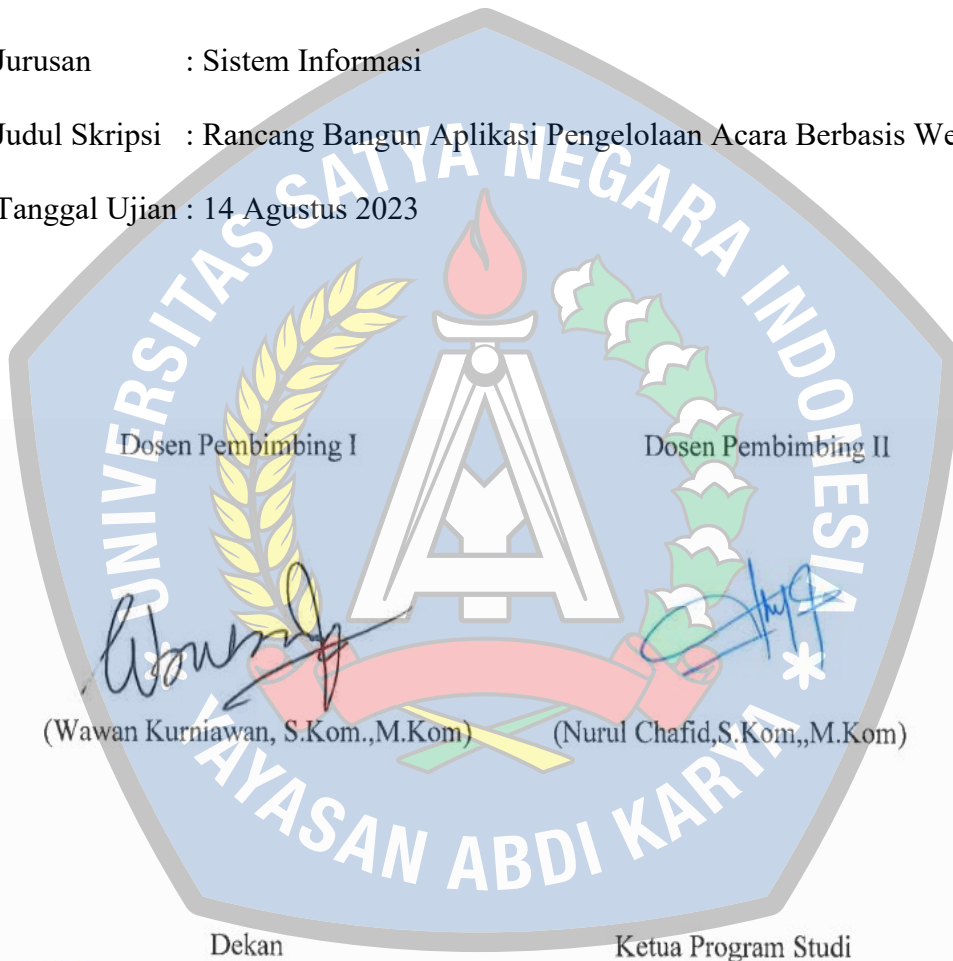 Jurusan : Sistem Informasi
Judul Skripsi : Rancang Bangun Aplikasi Pengelolaan Acara Berbasis We
Tanggal Ujian : 14 Agustus 2023
UNIVERSITAS SATYA NEGARA INDONESIA
Dosen Pembimbing I Dosen Pembimbing II
(Wawan Kurniawan, S.Kom.,M.Kom) (Nurul Chafid,S.Kom,,M.Kom)
* YAYASAN ABDI KARYA *
Dekan Ketua Program Studi